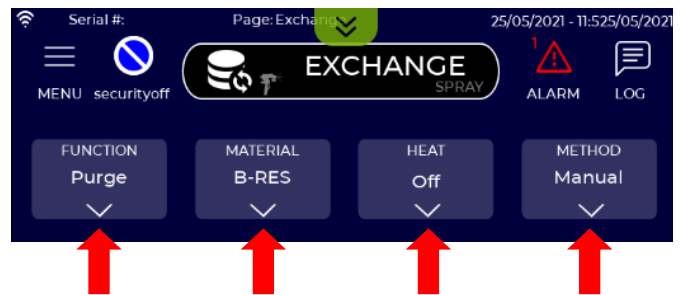 Serial #: Page: Exchange 25/05/2021 - 11:525/05/2021
EXCHANGE
SPRAY
1
MENU securityoff ALARM LOG
FUNCTION MATERIAL HEAT METHOD
Purge B-RES Off Manual